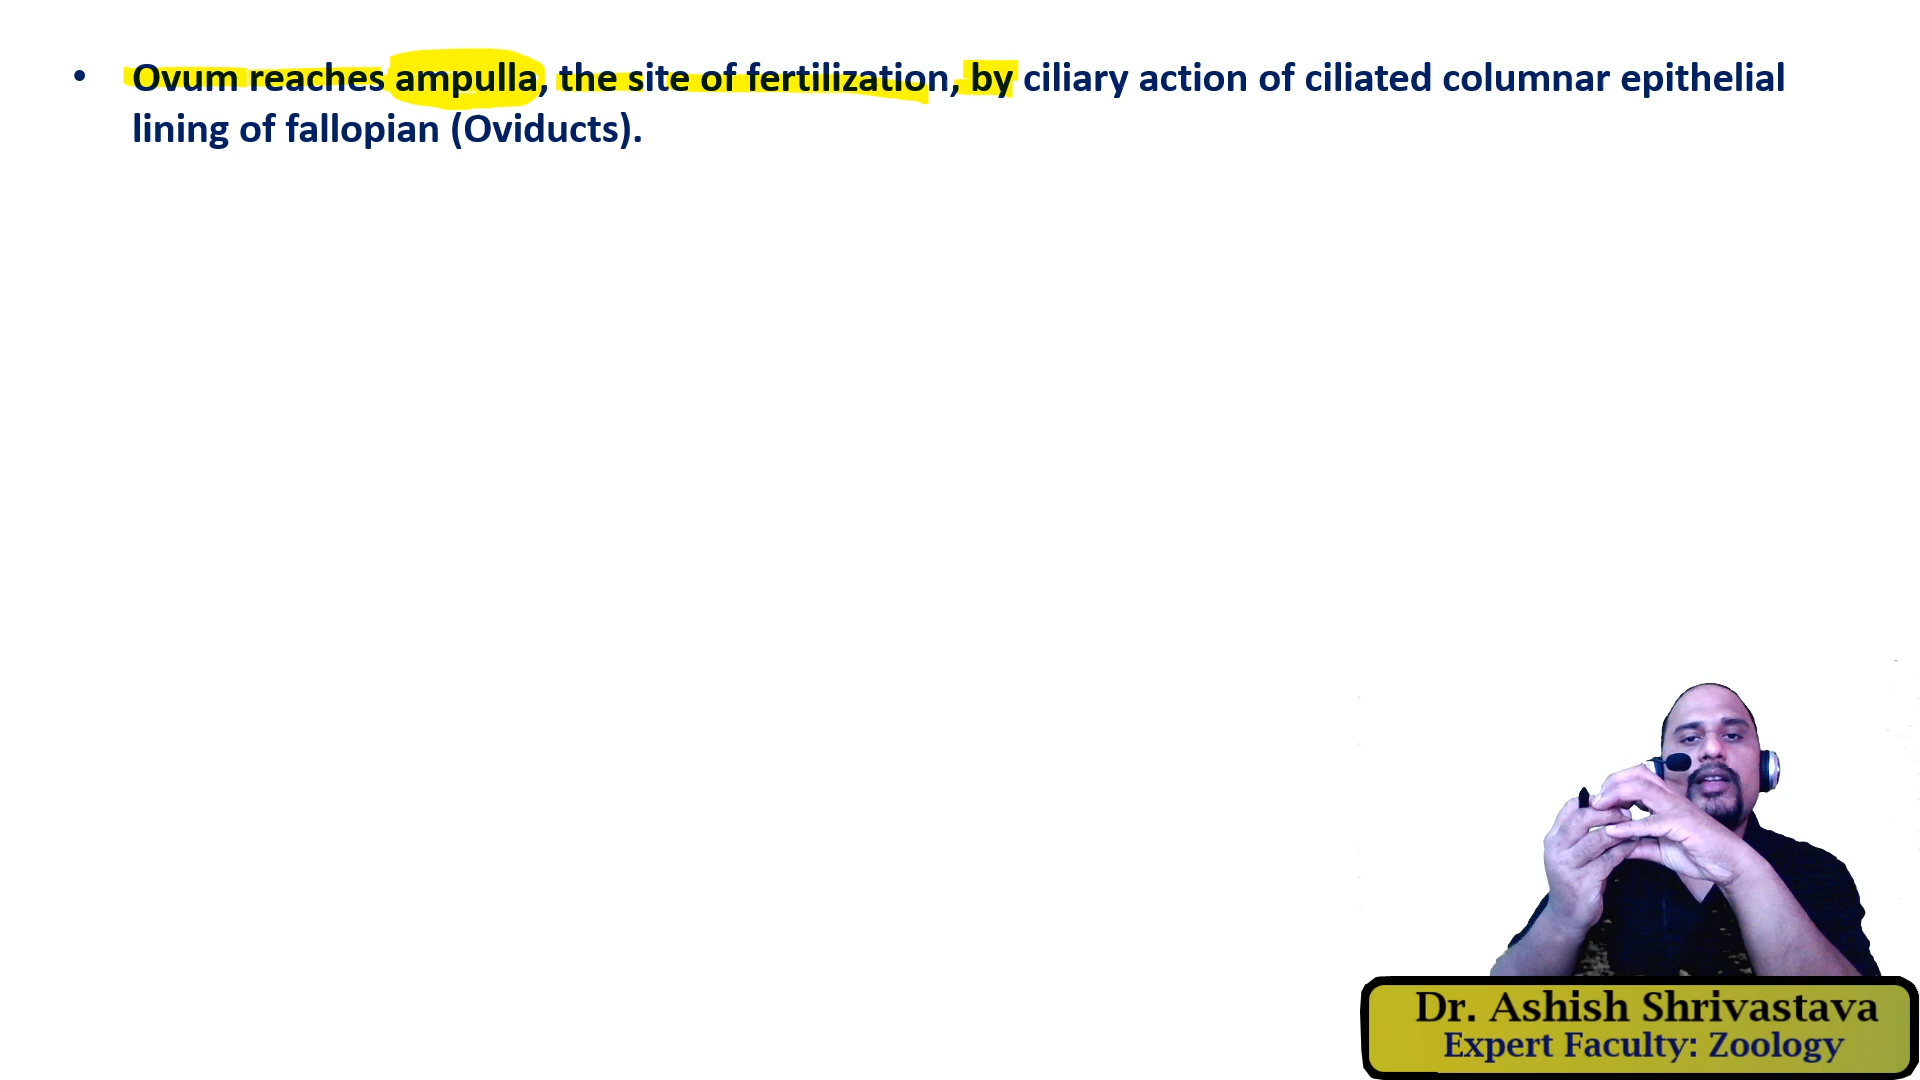 • Ovum reaches ampulla, the site of fertilization, by ciliary action of ciliated columnar epithelial
lining of fallopian (Oviducts).
Dr. Ashish Shrivastava
Expert Faculty: Zoology